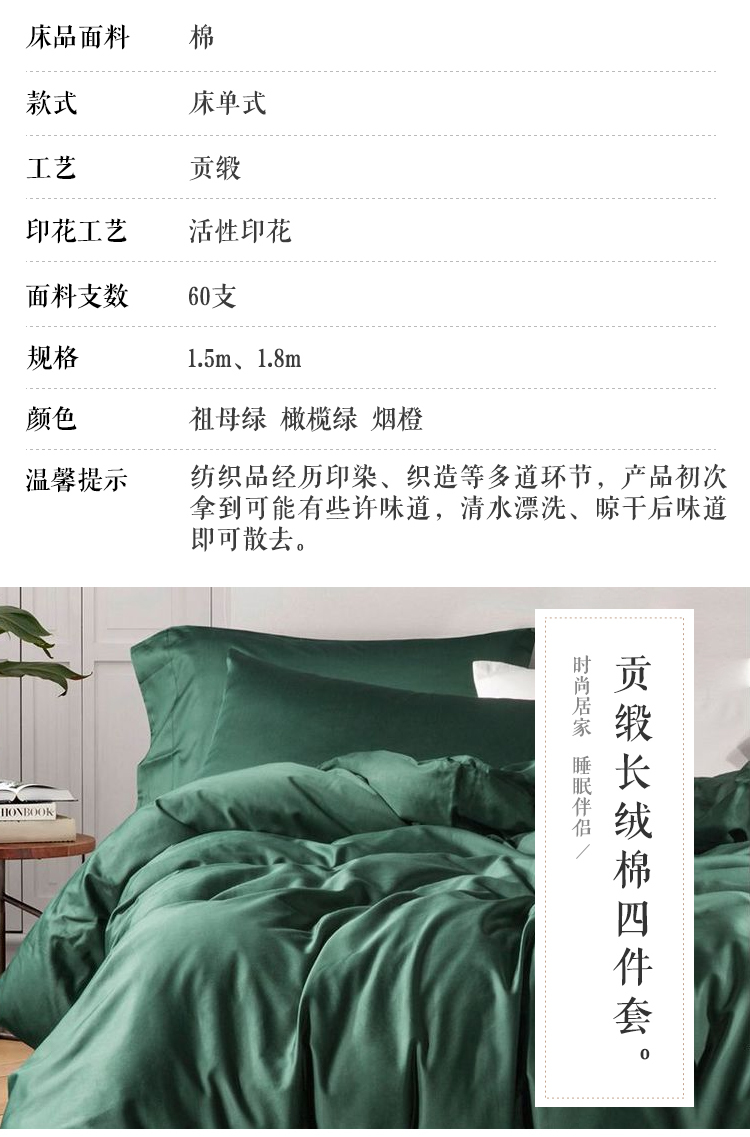 床品面料 棉
款式 床单式
工艺 贡缎
印花工艺 活性印花
面料支数 60支
规格 1.5m、1.8m
颜色 祖母绿 橄榄绿 烟橙
温馨提示 纺织品经历印染、织造等多道环节，产品初次
拿到可能有些许味道，清水漂洗、晾干后味道
即可散去。
贡缎长绒棉四件套。
时尚居家 睡眠伴侣/
HIONBOOK